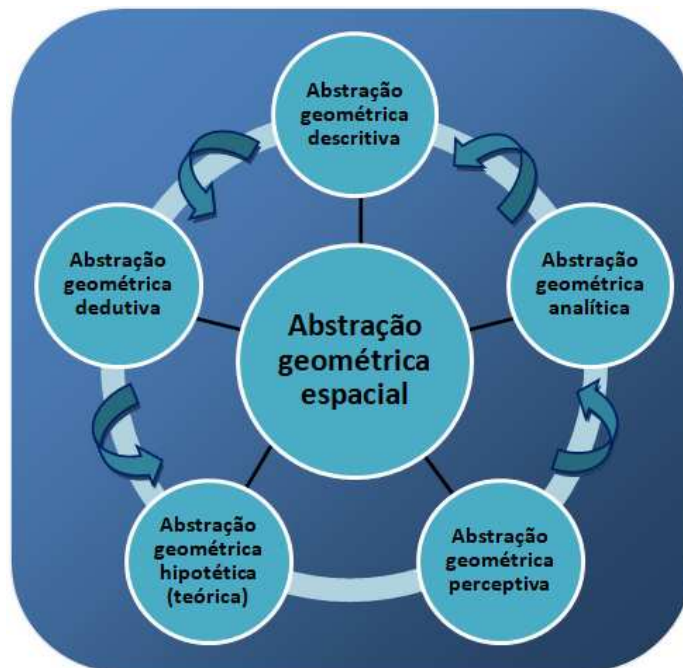 Abstração
geométrica
descritiva
Abstração
geométrica
dedutiva
Abstração
geométrica
analítica
Abstração
geométrica
espacial
Abstração
geométrica
hipotética
(teórica)
Abstração
geométrica
perceptiva